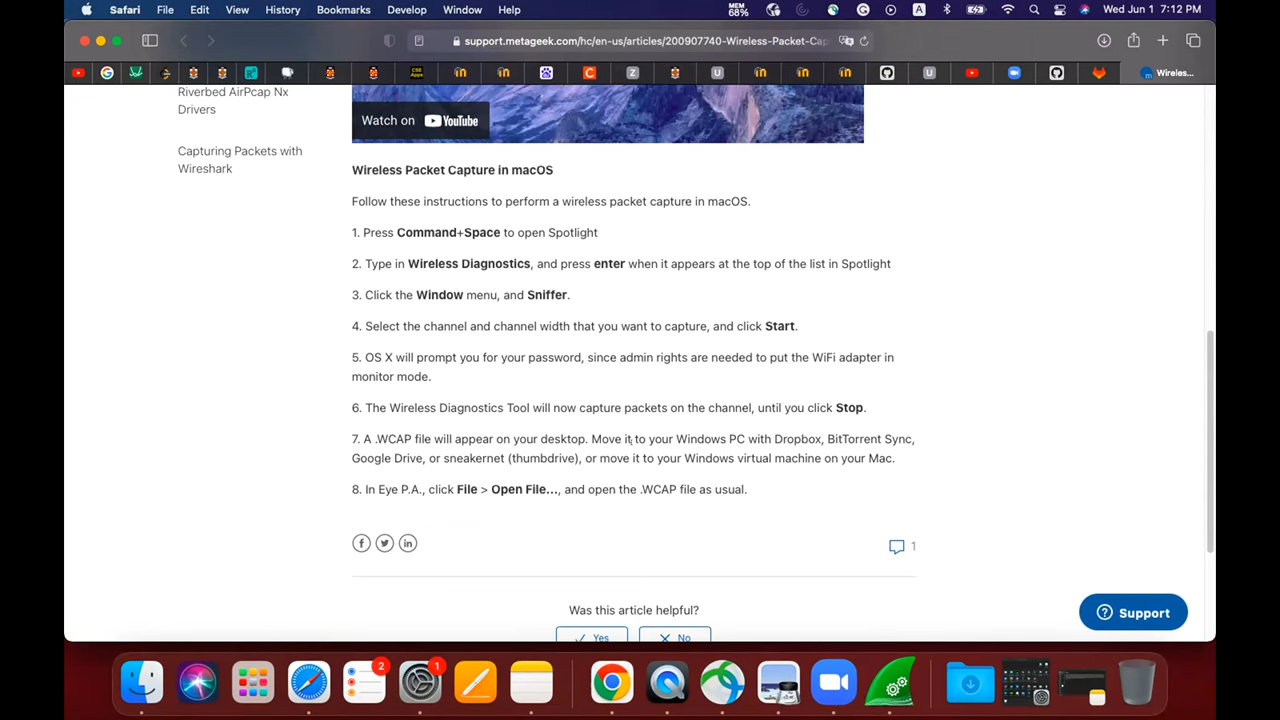 Safari File Edit View History Bookmarks Develop Window Help MEM 68% A Wed Jun 1 7:12 PM
support.metageek.com/hc/en-us/articles/200907740-Wireless-Packet-Cap
Wireles...
Riverbed AirPcap Nx
Drivers
Capturing Packets with
Wireshark
Watch on YouTube
Wireless Packet Capture in macOS
Follow these instructions to perform a wireless packet capture in macOS.
1. Press Command+Space to open Spotlight
2. Type in Wireless Diagnostics, and press enter when it appears at the top of the list in Spotlight
3. Click the Window menu, and Sniffer.
4. Select the channel and channel width that you want to capture, and click Start.
5. OS X will prompt you for your password, since admin rights are needed to put the WiFi adapter in
monitor mode.
6. The Wireless Diagnostics Tool will now capture packets on the channel, until you click Stop.
7. A .WCAP file will appear on your desktop. Move it to your Windows PC with Dropbox, BitTorrent Sync,
Google Drive, or sneakernet (thumbdrive), or move it to your Windows virtual machine on your Mac.
8. In Eye P.A., click File > Open File..., and open the .WCAP file as usual.
1
Was this article helpful?
Yes No
Support
2 1